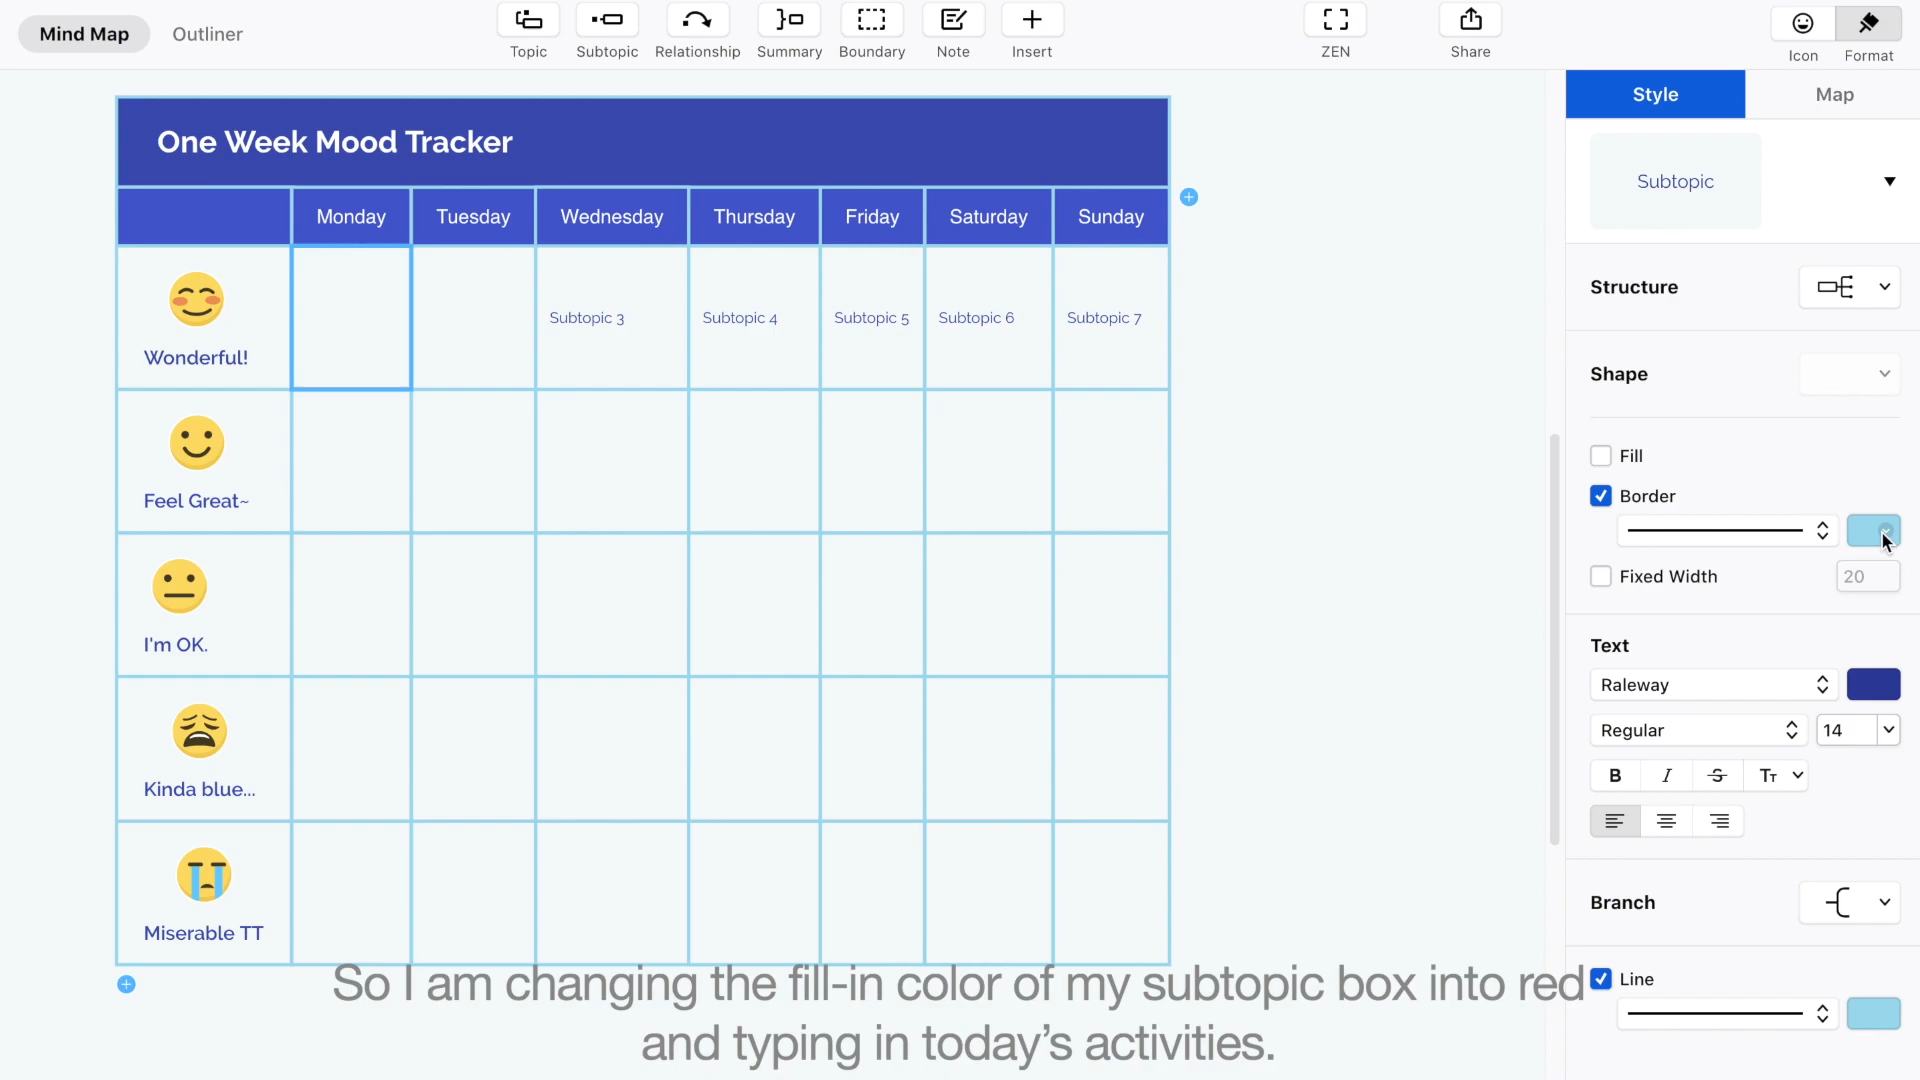 Mind Map
Outliner
Topic
Subtopic
Relationship
Summary
Boundary
Note
Insert
ZEN
Share
Icon
Format
Style
Map
One Week Mood Tracker
Monday
Tuesday
Wednesday
Thursday
Friday
Saturday
Sunday
Wonderful!
Subtopic 3
Subtopic 4
Subtopic 5
Subtopic 6
Subtopic 7
Feel Great~
I'm OK.
Kinda blue...
Miserable TT
Subtopic
Structure
Shape
Fill
Border
Fixed Width
20
Text
Raleway
Regular
14
B
I
S
Tт
Branch
Line
So I am changing the fill-in color of my subtopic box into red
and typing in today’s activities.